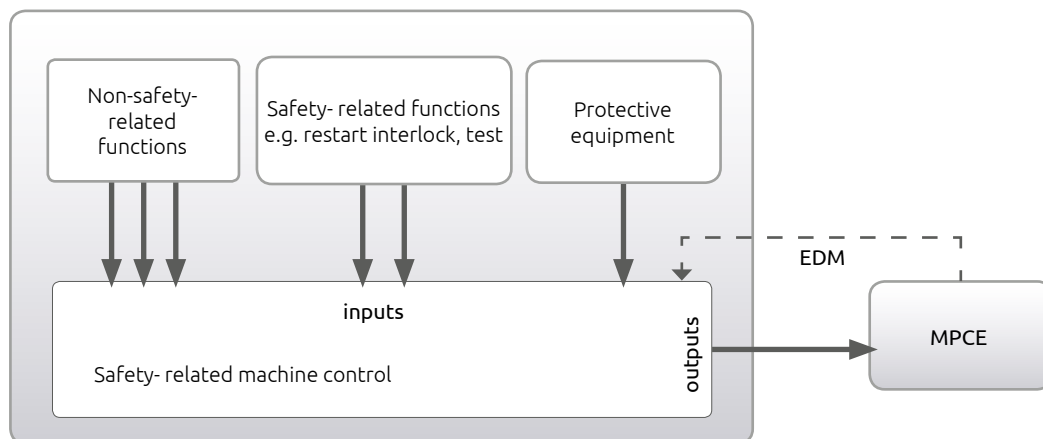 Non-safety-
related
functions
Safety- related functions
e.g. restart interlock, test
Protective
equipment
EDM
inputs
outputs
MPCE
Safety- related machine control